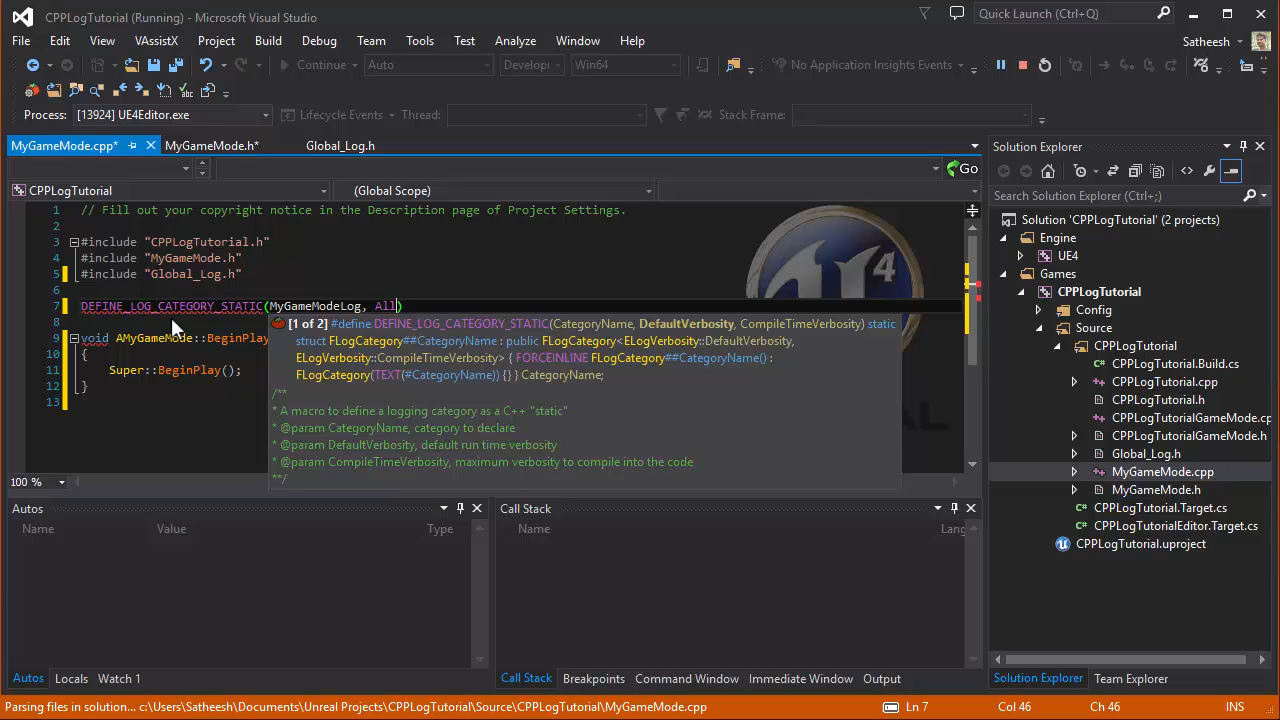 CPPLogTutorial (Running) - Microsoft Visual Studio
Quick Launch (Ctrl+Q)
File Edit View VAssistX Project Build Debug Team Tools Test Analyze Window Help
Satheesh
Continue Auto Develop Win64 No Application Insights Events
Process: [13924] UE4Editor.exe Lifecycle Events Thread: Stack Frame:
MyGameMode.cpp* MyGameMode.h* Global_Log.h
Go
CPPLogTutorial (Global Scope)
1 // Fill out your copyright notice in the Description page of Project Settings.
2
3 #include "CPPLogTutorial.h"
4 #include "MyGameMode.h"
5 #include "Global_Log.h"
6
7 DEFINE_LOG_CATEGORY_STATIC(MyGameModeLog, All)
8
9 void AMyGameMode::BeginPlay
10 {
11 Super::BeginPlay();
12 }
13
[1 of 2] #define DEFINE_LOG_CATEGORY_STATIC(CategoryName, DefaultVerbosity, CompileTimeVerbosity) static
struct FLogCategory##CategoryName : public FLogCategory<ELogVerbosity::DefaultVerbosity,
ELogVerbosity::CompileTimeVerbosity> { FORCEINLINE FLogCategory##CategoryName() :
FLogCategory(TEXT(#CategoryName)) {} } CategoryName;
/**
* A macro to define a logging category as a C++ "static"
* @param CategoryName, category to declare
* @param DefaultVerbosity, default run time verbosity
* @param CompileTimeVerbosity, maximum verbosity to compile into the code
**/
100 %
Autos
Name Value Type
Autos Locals Watch 1
Call Stack
Name Lang
Call Stack Breakpoints Command Window Immediate Window Output
Solution Explorer
Search Solution Explorer (Ctrl+;)
Solution 'CPPLogTutorial' (2 projects)
Engine
UE4
Games
CPPLogTutorial
Config
Source
CPPLogTutorial
CPPLogTutorial.Build.cs
CPPLogTutorial.cpp
CPPLogTutorial.h
CPPLogTutorialGameMode.cp
CPPLogTutorialGameMode.h
Global_Log.h
MyGameMode.cpp
MyGameMode.h
CPPLogTutorial.Target.cs
CPPLogTutorialEditor.Target.cs
CPPLogTutorial.uproject
Solution Explorer Team Explorer
Parsing files in solution... c:\Users\Satheesh\Documents\Unreal Projects\CPPLogTutorial\Source\CPPLogTutorial\MyGameMode.cpp Ln 7 Col 46 Ch 46 INS